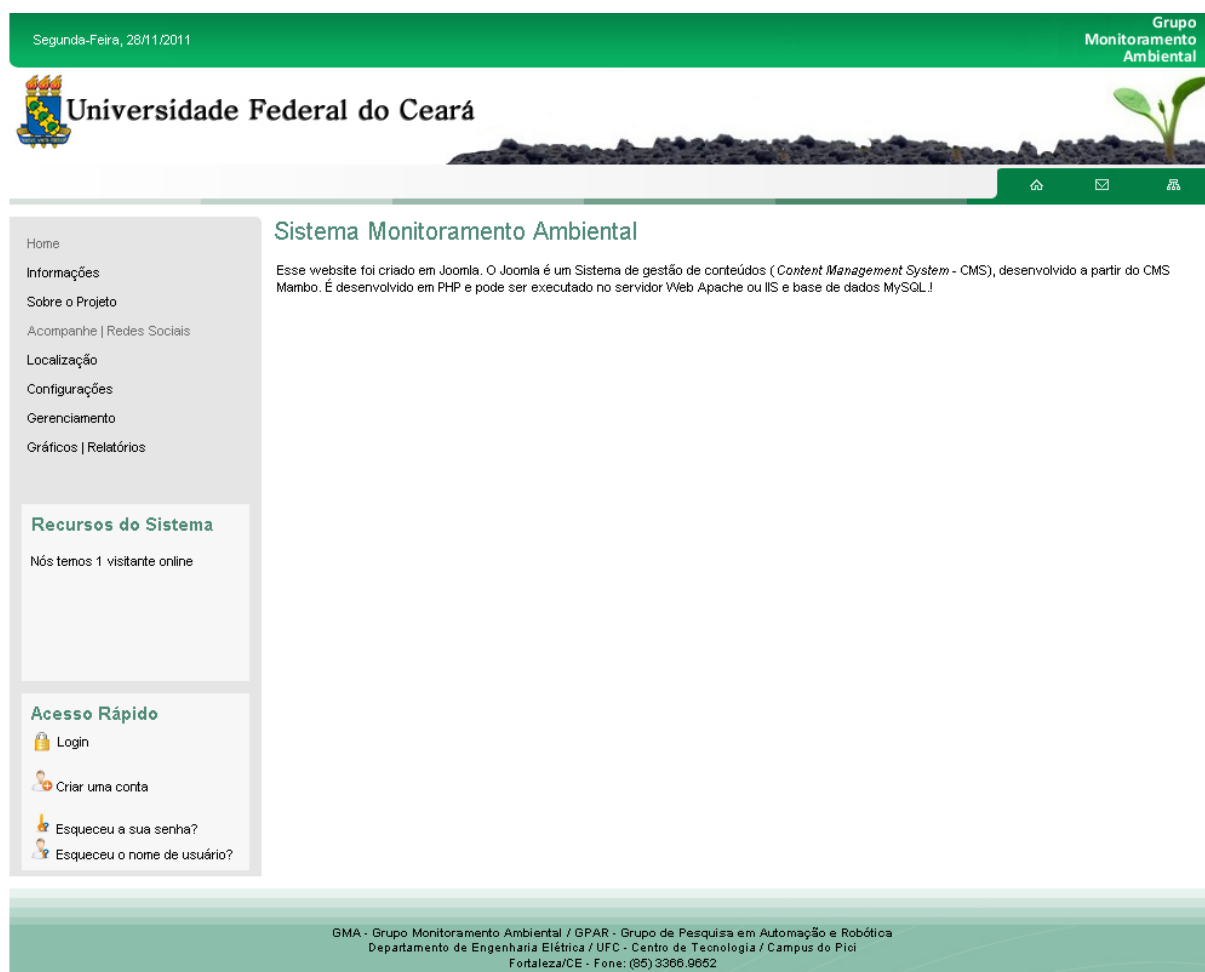 Segunda-Feira, 28/11/2011
Grupo
Monitoramento
Ambiental
Universidade Federal do Ceará
Home
Informações
Sobre o Projeto
Acompanhe | Redes Sociais
Localização
Configurações
Gerenciamento
Gráficos | Relatórios
Recursos do Sistema
Nós temos 1 visitante online
Acesso Rápido
Login
Criar uma conta
Esqueceu a sua senha?
Esqueceu o nome de usuário?
Sistema Monitoramento Ambiental
Esse website foi criado em Joomla. O Joomla é um Sistema de gestão de conteúdos ( Content Management System - CMS), desenvolvido a partir do CMS
Mambo. É desenvolvido em PHP e pode ser executado no servidor Web Apache ou IIS e base de dados MySQL.!
GMA - Grupo Monitoramento Ambiental / GPAR - Grupo de Pesquisa em Automação e Robótica
Departamento de Engenharia Elétrica / UFC - Centro de Tecnologia / Campus do Pici
Fortaleza/CE - Fone: (85) 3366.9652